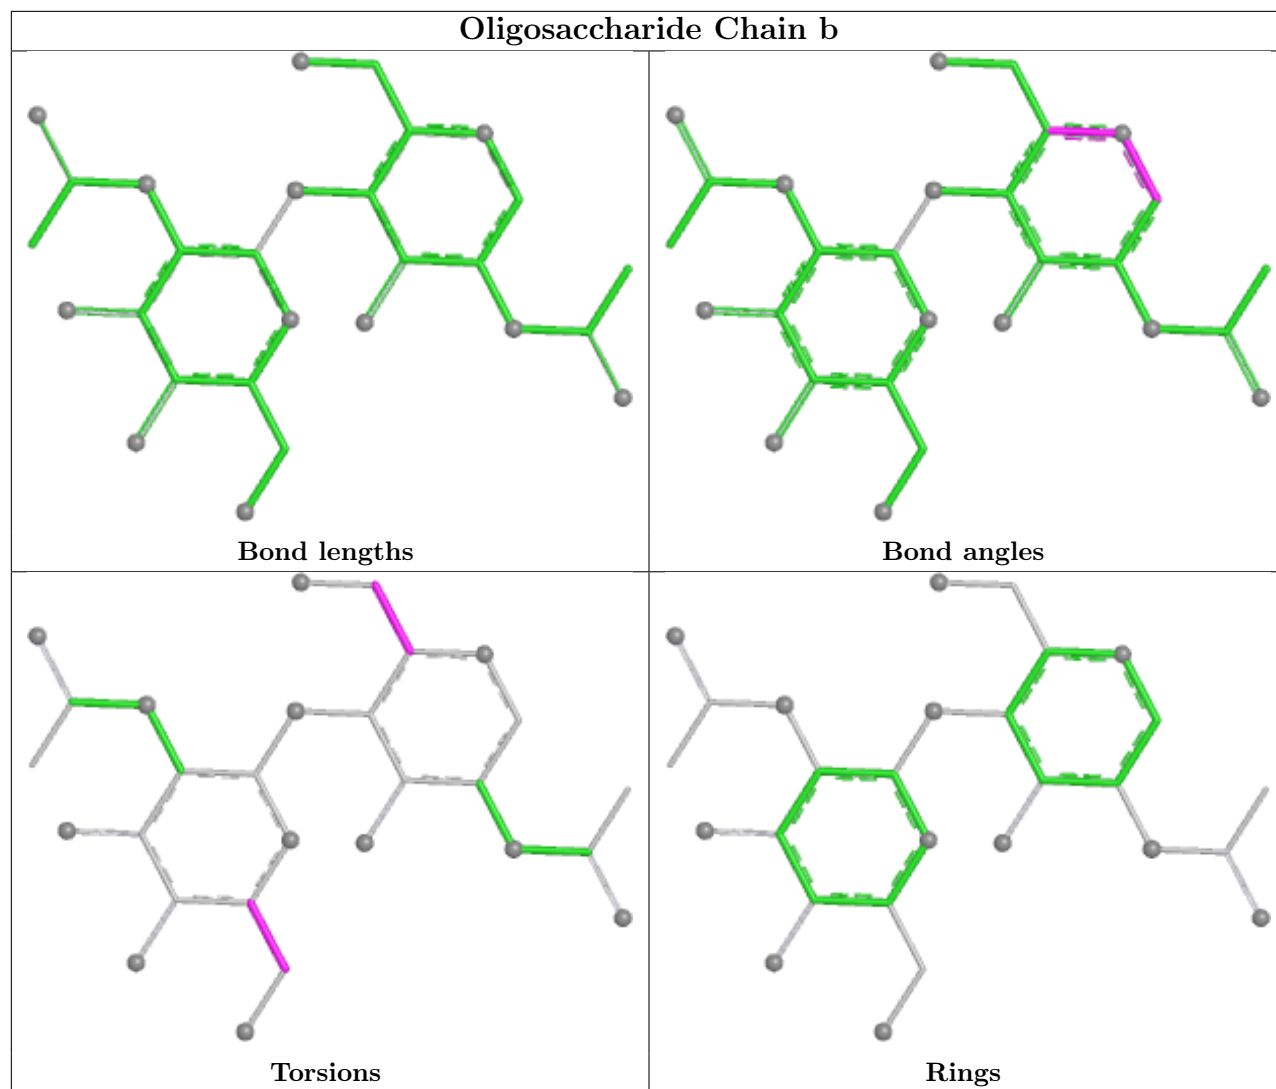 Oligosaccharide Chain b
Bond lengths
Bond angles
Torsions
Rings